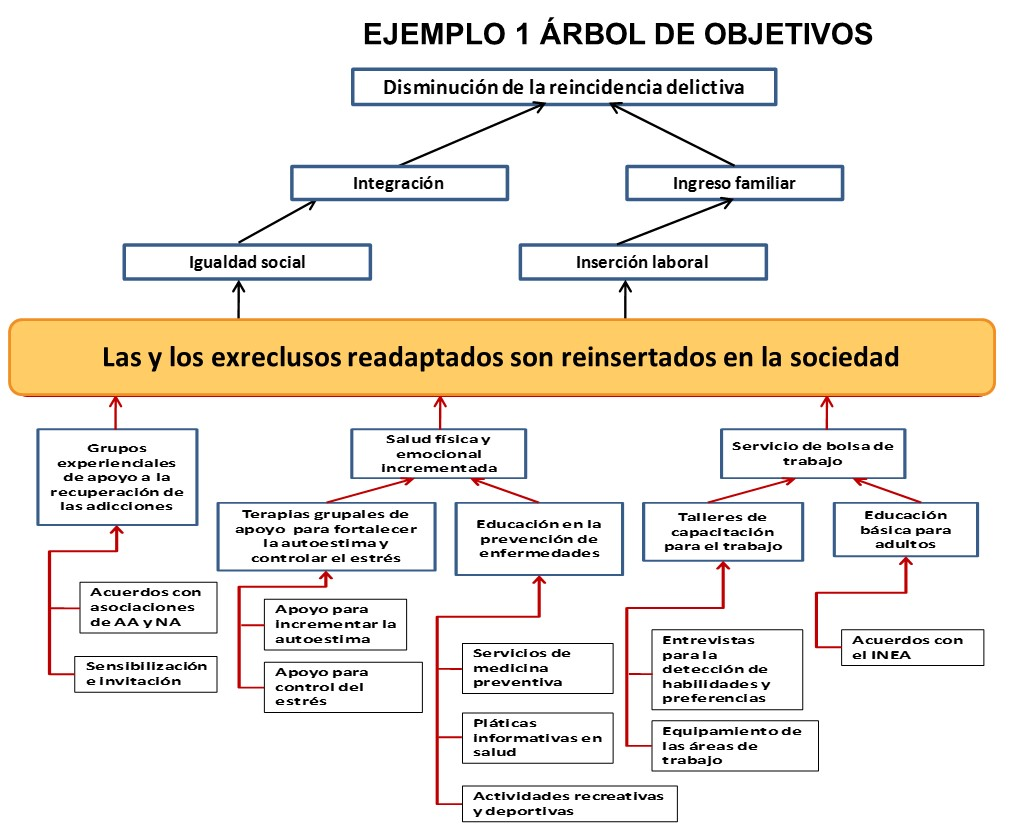 EJEMPLO 1 ÁRBOL DE OBJETIVOS
Disminución de la reincidencia delictiva
Integración
Ingreso familiar
Igualdad social
Inserción laboral
Las y los exreclusos readaptados son reinsertados en la sociedad
Grupos
experienciales
de apoyo a la
recuperación de
las adicciones
Salud física y
emocional
incrementada
Servicio de bolsa de
trabajo
Terapias grupales de
apoyo para fortalecer
la autoestima y
controlar el estrés
Educación en la
prevención de
enfermedades
Talleres de
capacitación
para el trabajo
Educación
básica para
adultos
Acuerdos con
asociaciones
de AA y NA
Sensibilización
e invitación
Apoyo para
incrementar la
autoestima
Apoyo para
control del
estrés
Servicios de
medicina
preventiva
Pláticas
informativas en
salud
Actividades recreativas
y deportivas
Entrevistas
para la
detección de
habilidades y
preferencias
Equipamiento de
las áreas de
trabajo
Acuerdos con
el INEA